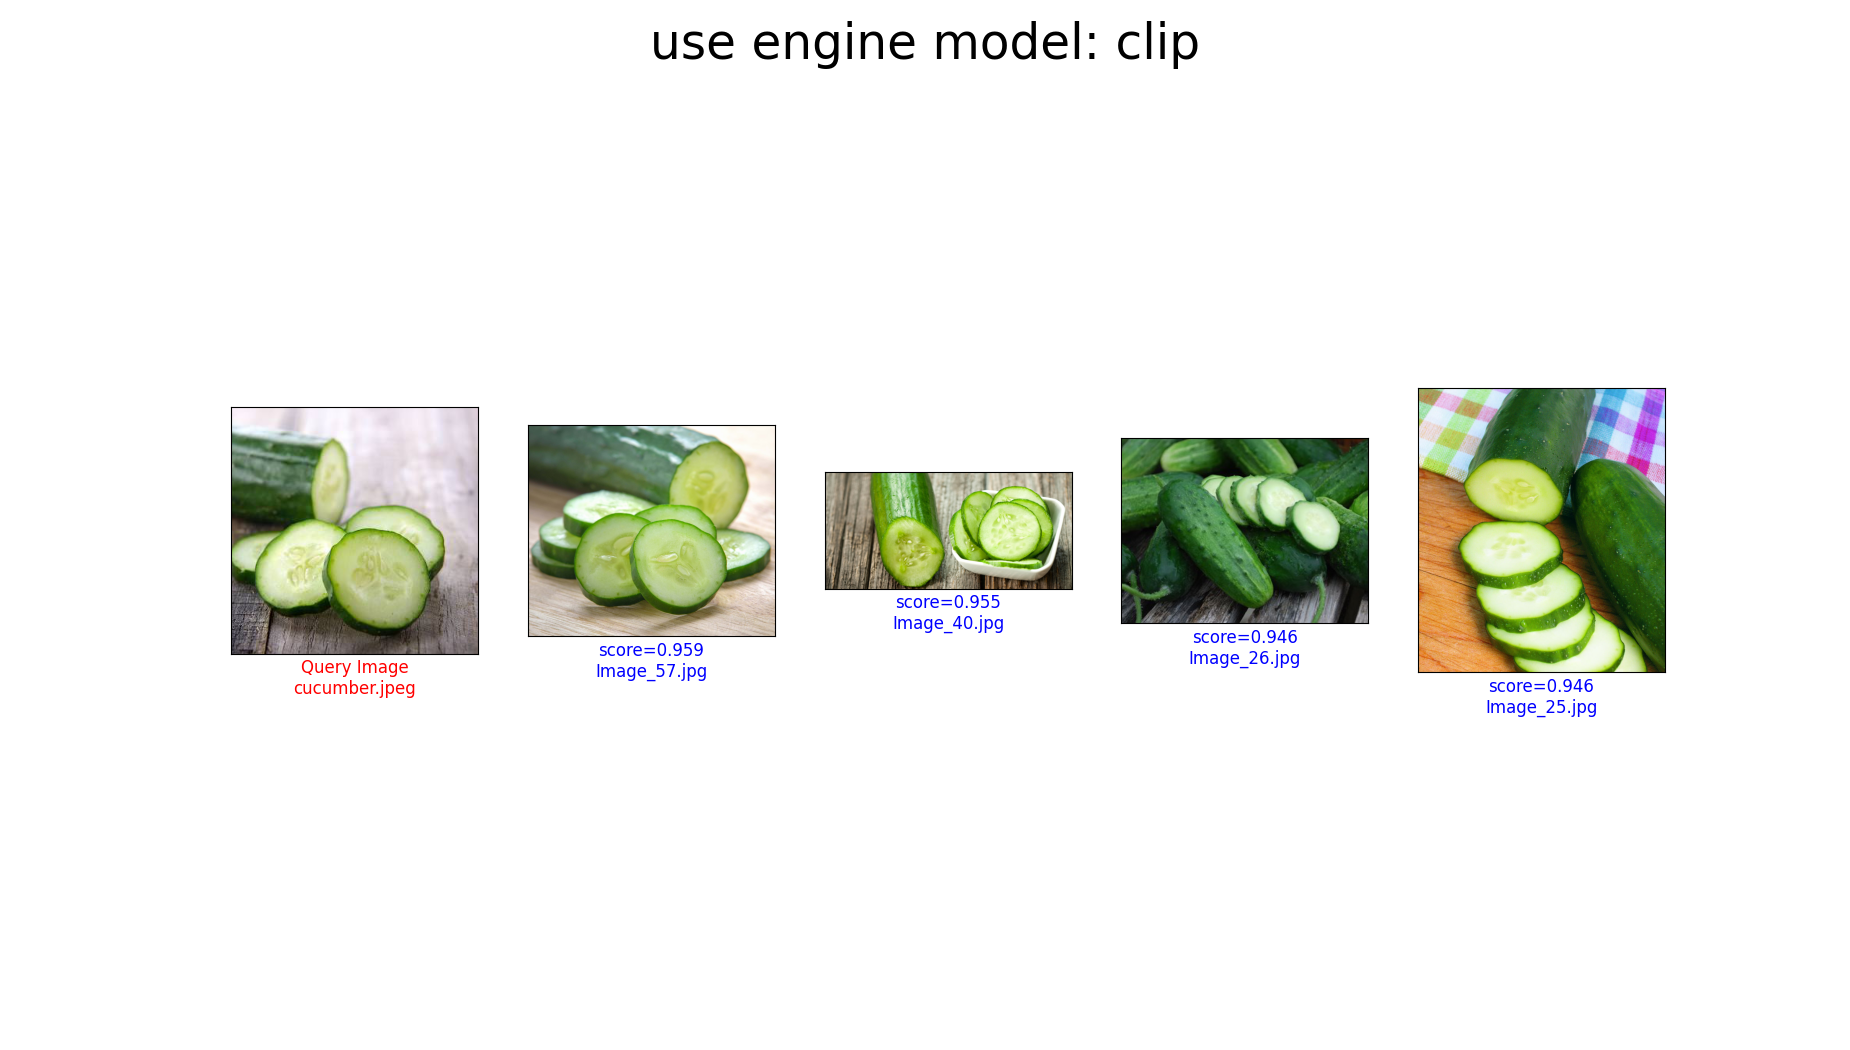 use engine model: clip
Query Image
cucumber.jpeg
score=0.959
Image_57.jpg
score=0.955
Image_40.jpg
score=0.946
Image_26.jpg
score=0.946
Image_25.jpg